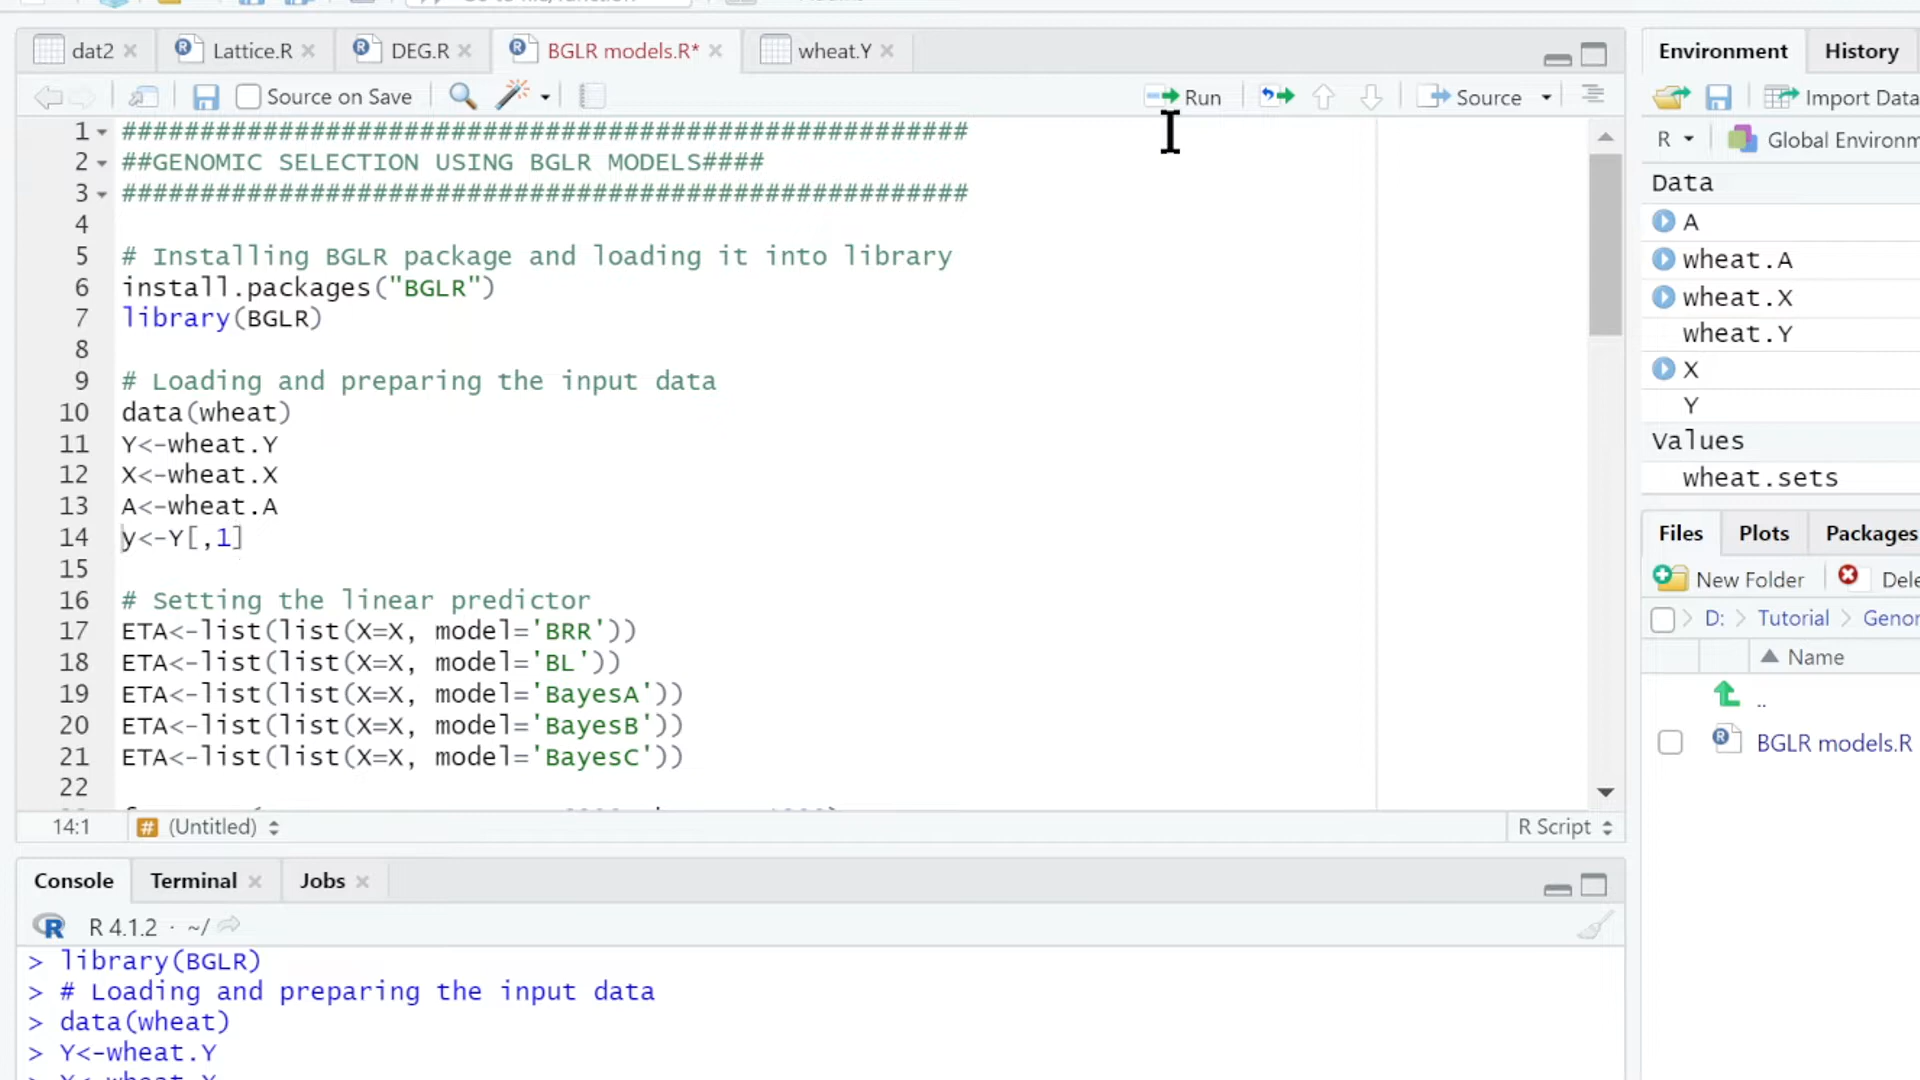 dat2
Lattice.R
DEG.R
BGLR models.R*
wheat.Y
Source on Save
Run
Source
1 ######################################################
2 ##GENOMIC SELECTION USING BGLR MODELS####
3 ######################################################
4
5 # Installing BGLR package and loading it into library
6 install.packages("BGLR")
7 library(BGLR)
8
9 # Loading and preparing the input data
10 data(wheat)
11 Y<-wheat.Y
12 X<-wheat.X
13 A<-wheat.A
14 y<-Y[,1]
15
16 # Setting the linear predictor
17 ETA<-list(list(X=X, model='BRR'))
18 ETA<-list(list(X=X, model='BL'))
19 ETA<-list(list(X=X, model='BayesA'))
20 ETA<-list(list(X=X, model='BayesB'))
21 ETA<-list(list(X=X, model='BayesC'))
22
14:1 # (Untitled) R Script
Console Terminal Jobs
R 4.1.2 · ~/
> library(BGLR)
> # Loading and preparing the input data
> data(wheat)
> Y<-wheat.Y
Environment History
Import Data
R Global Environm
Data
A
wheat.A
wheat.X
wheat.Y
X
Y
Values
wheat.sets
Files Plots Packages
New Folder Dele
D: Tutorial Genor
Name
..
BGLR models.R